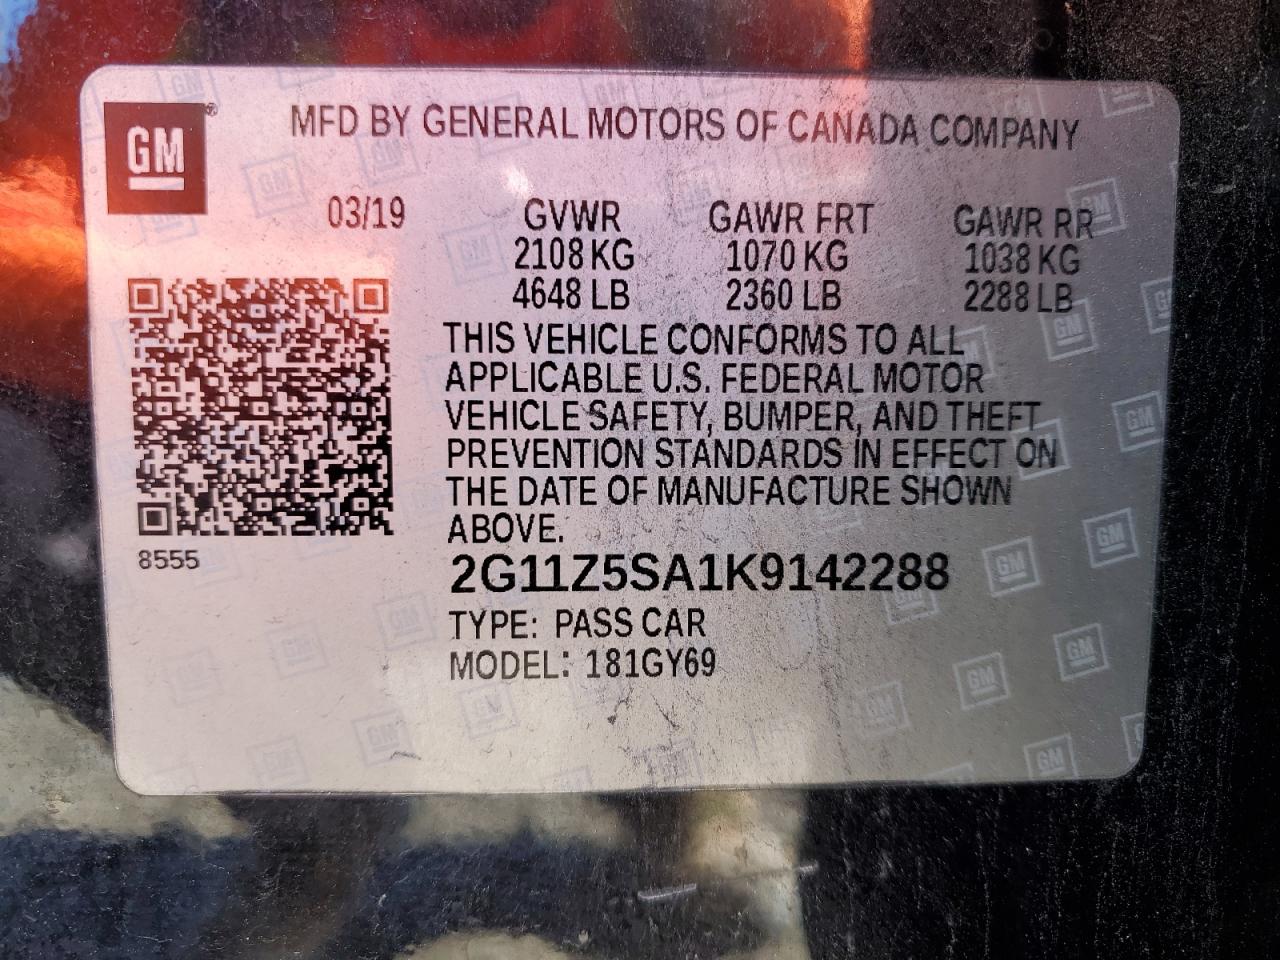 GM
MFD BY GENERAL MOTORS OF CANADA COMPANY
03/19
GVWR GAWR FRT GAWR RR
2108 KG 1070 KG 1038 KG
4648 LB 2360 LB 2288 LB
THIS VEHICLE CONFORMS TO ALL
APPLICABLE U.S. FEDERAL MOTOR
VEHICLE SAFETY, BUMPER, AND THEFT
PREVENTION STANDARDS IN EFFECT ON
THE DATE OF MANUFACTURE SHOWN
ABOVE.
8555
2G11Z5SA1K9142288
TYPE: PASS CAR
MODEL: 181GY69